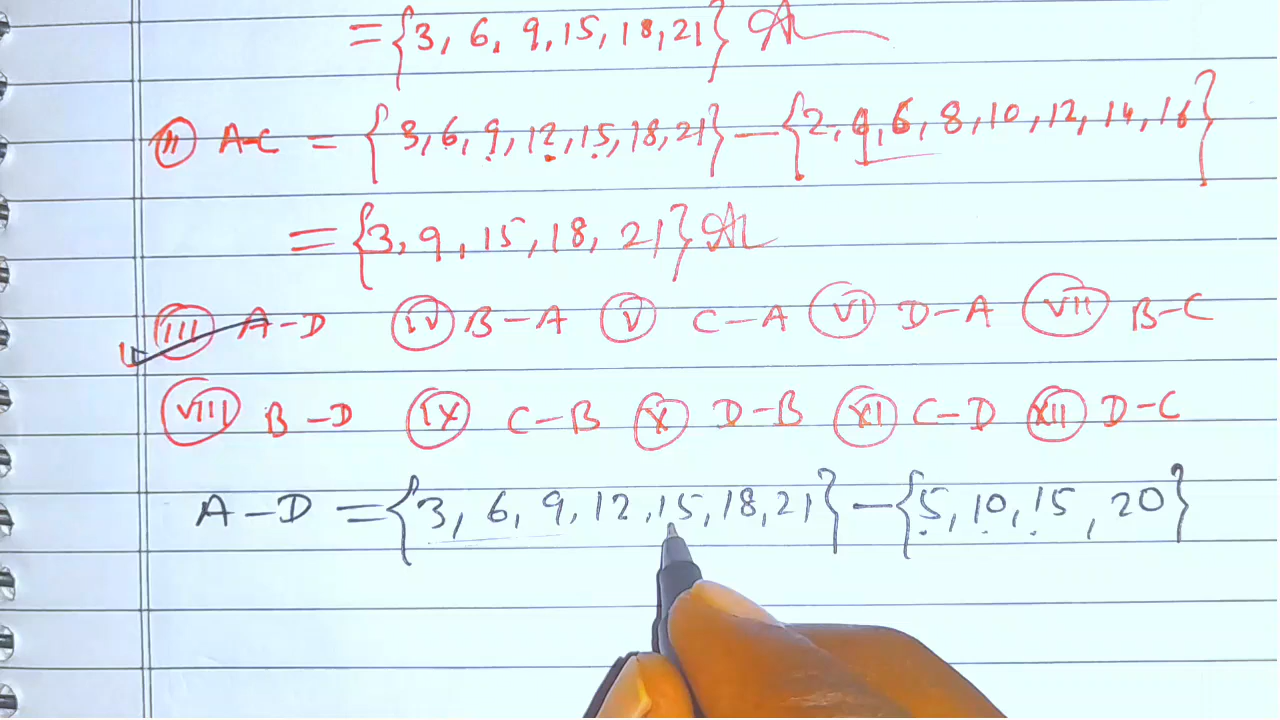 = {3, 6, 9, 15, 18, 21}
(II) A-C = {3, 6, 9, 12, 15, 18, 21} - {2, 4, 6, 8, 10, 12, 14, 16}
= {3, 9, 15, 18, 21}
(III) A-D (IV) B-A (V) C-A (VI) D-A (VII) B-C
(VIII) B-D (IX) C-B (X) D-B (XI) C-D (XII) D-C
A-D = {3, 6, 9, 12, 15, 18, 21} - {5, 10, 15, 20}